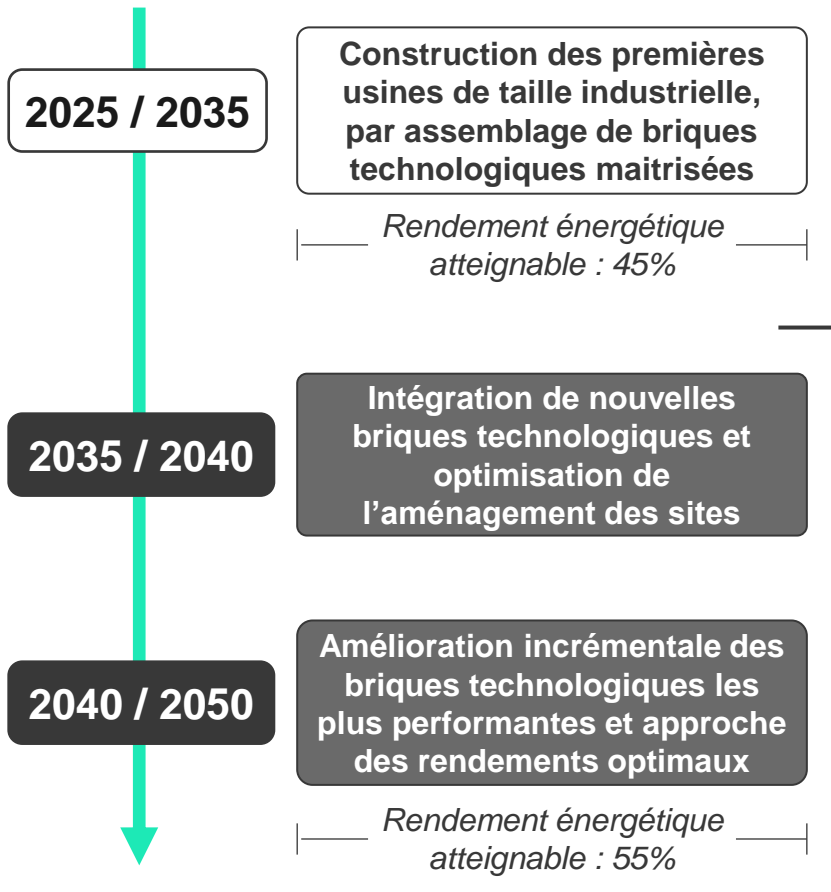 2025 / 2035
Construction des premières
usines de taille industrielle,
par assemblage de briques
technologiques maitrisées
Rendement énergétique
atteignable : 45%
2035 / 2040
Intégration de nouvelles
briques technologiques et
optimisation de
l’aménagement des sites
2040 / 2050
Amélioration incrémentale des
briques technologiques les
plus performantes et approche
des rendements optimaux
Rendement énergétique
atteignable : 55%